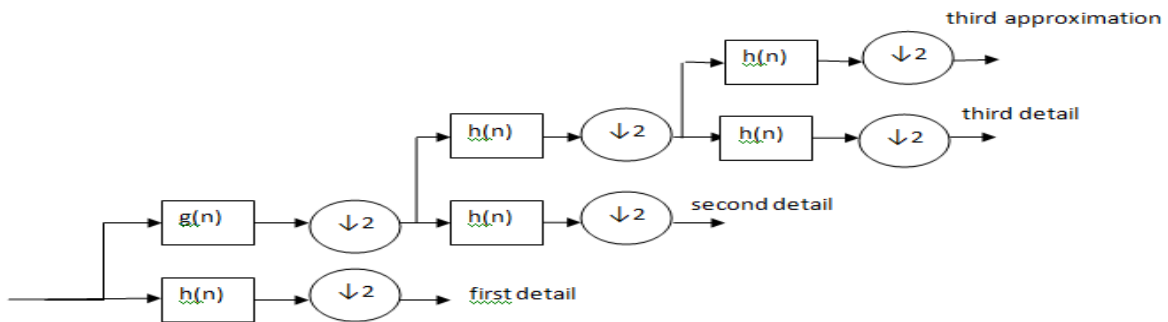 third approximation
h(n)
↓2
third detail
h(n)
↓2
h(n)
↓2
second detail
h(n)
↓2
g(n)
↓2
h(n)
↓2
first detail